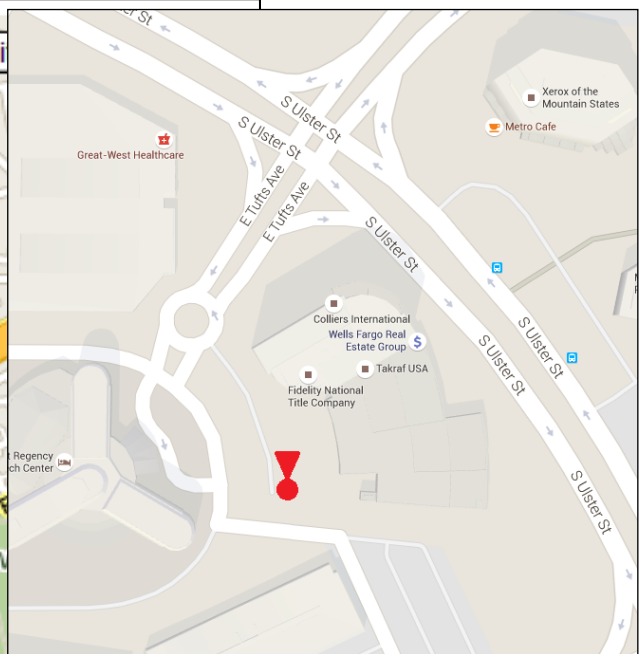 S Ulster St
Xerox of the
Mountain States
S Ulster St
Metro Cafe
S Ulster St
Great-West Healthcare
E Tufts Ave
E Tufts Ave
S Ulster St
Colliers International
Wells Fargo Real
Estate Group
S Ulster St
S Ulster St
Takraf USA
Fidelity National
Title Company
t Regency
ch Center
S Ulster St